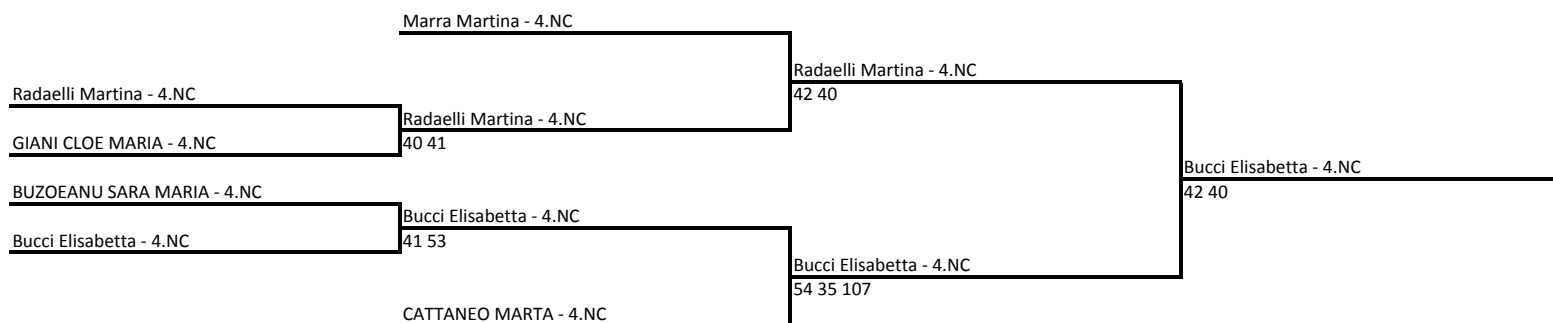 Marra Martina - 4.NC
Radaelli Martina - 4.NC
42 40
Radaelli Martina - 4.NC
Radaelli Martina - 4.NC
40 41
GIANI CLOE MARIA - 4.NC
Bucci Elisabetta - 4.NC
42 40
BUZOEANU SARA MARIA - 4.NC
Bucci Elisabetta - 4.NC
41 53
Bucci Elisabetta - 4.NC
Bucci Elisabetta - 4.NC
54 35 107
CATTANEO MARTA - 4.NC